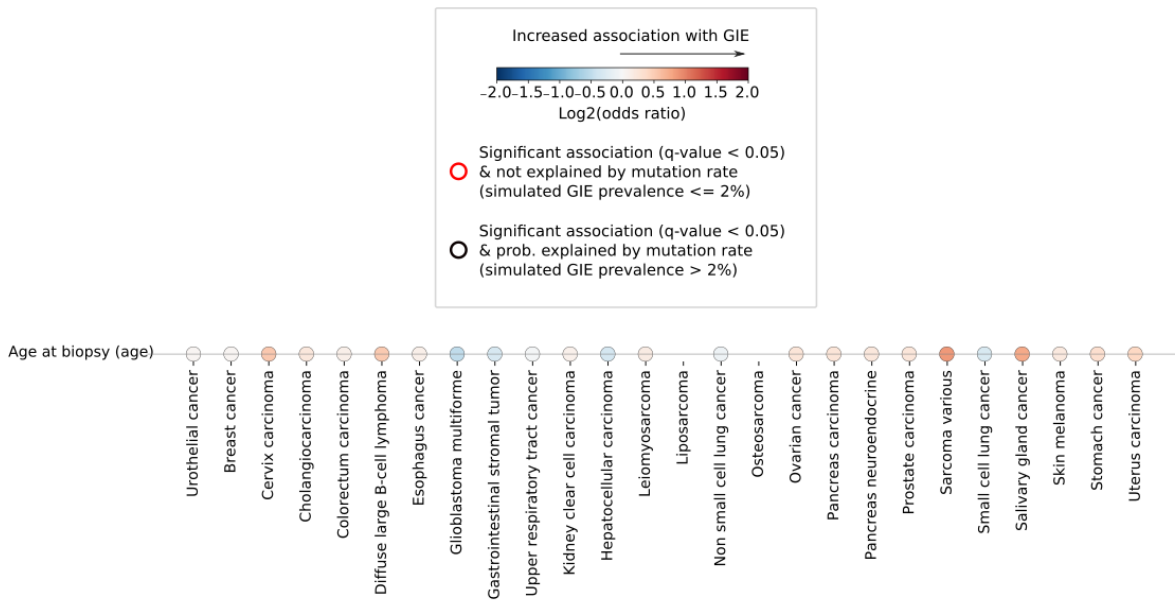 Increased association with GIE
–2.0–1.5–1.0–0.5 0.0 0.5 1.0 1.5 2.0
Log2(odds ratio)
Significant association (q-value < 0.05)
& not explained by mutation rate
(simulated GIE prevalence <= 2%)
Significant association (q-value < 0.05)
& prob. explained by mutation rate
(simulated GIE prevalence > 2%)
Age at biopsy (age)
Urothelial cancer
Breast cancer
Cervix carcinoma
Cholangiocarcinoma
Colorectum carcinoma
Diffuse large B-cell lymphoma
Esophagus cancer
Glioblastoma multiforme
Gastrointestinal stromal tumor
Upper respiratory tract cancer
Kidney clear cell carcinoma
Hepatocellular carcinoma
Leiomyosarcoma
Liposarcoma
Non small cell lung cancer
Osteosarcoma
Ovarian cancer
Pancreas carcinoma
Pancreas neuroendocrine
Prostate carcinoma
Sarcoma various
Small cell lung cancer
Salivary gland cancer
Skin melanoma
Stomach cancer
Uterus carcinoma